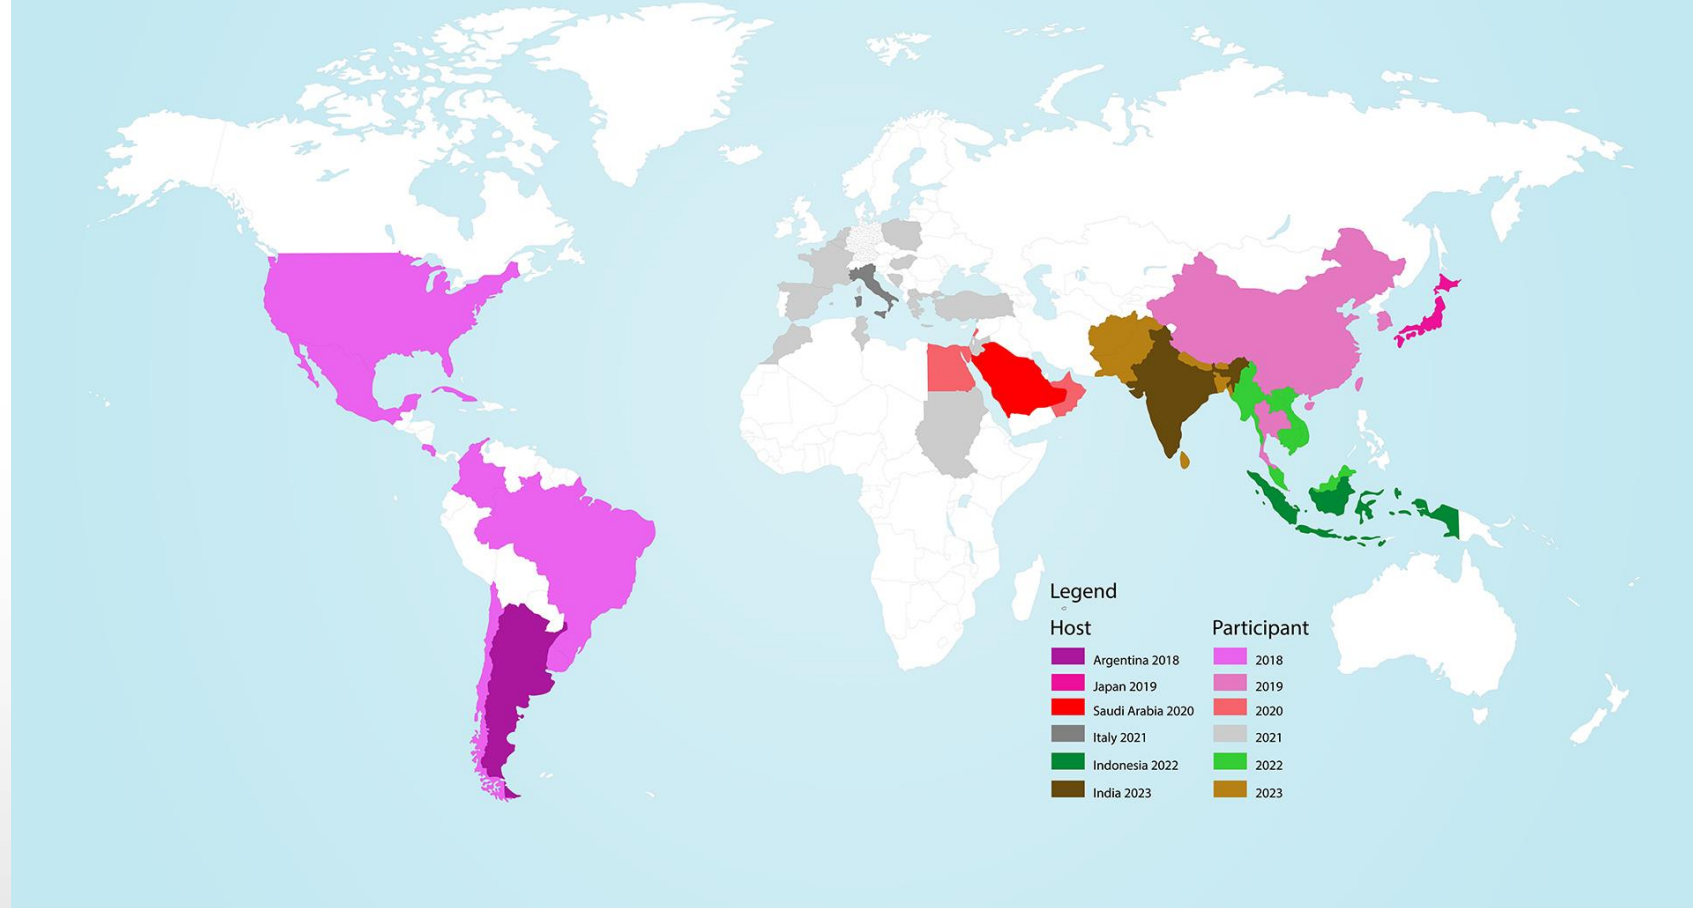 Legend
Host Participant
Argentina 2018 2018
Japan 2019 2019
Saudi Arabia 2020 2020
Italy 2021 2021
Indonesia 2022 2022
India 2023 2023